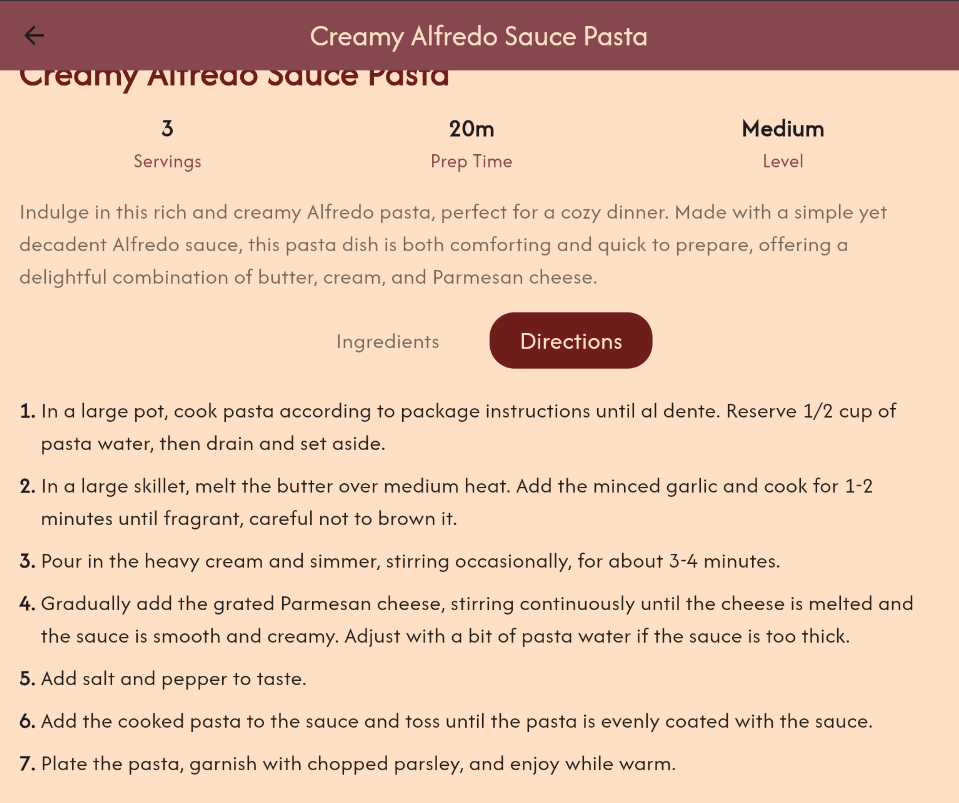 Creamy Alfredo Sauce Pasta
Creamy Alfredo Sauce Pasta
3
Servings
20m
Prep Time
Medium
Level
Indulge in this rich and creamy Alfredo pasta, perfect for a cozy dinner. Made with a simple yet
decadent Alfredo sauce, this pasta dish is both comforting and quick to prepare, offering a
delightful combination of butter, cream, and Parmesan cheese.
Ingredients
Directions
1. In a large pot, cook pasta according to package instructions until al dente. Reserve 1/2 cup of
pasta water, then drain and set aside.
2. In a large skillet, melt the butter over medium heat. Add the minced garlic and cook for 1-2
minutes until fragrant, careful not to brown it.
3. Pour in the heavy cream and simmer, stirring occasionally, for about 3-4 minutes.
4. Gradually add the grated Parmesan cheese, stirring continuously until the cheese is melted and
the sauce is smooth and creamy. Adjust with a bit of pasta water if the sauce is too thick.
5. Add salt and pepper to taste.
6. Add the cooked pasta to the sauce and toss until the pasta is evenly coated with the sauce.
7. Plate the pasta, garnish with chopped parsley, and enjoy while warm.